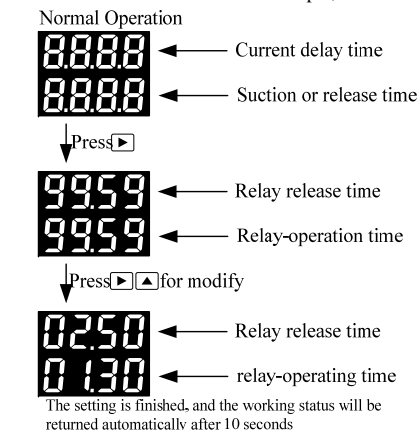 Normal Operation
8.8.8.8 Current delay time
8.8.8.8 Suction or release time
Press▶
99.59 Relay release time
99.59 Relay-operation time
Press▶▲for modify
02.50 Relay release time
01.30 relay-operating time
The setting is finished, and the working status will be
returned automatically after 10 seconds